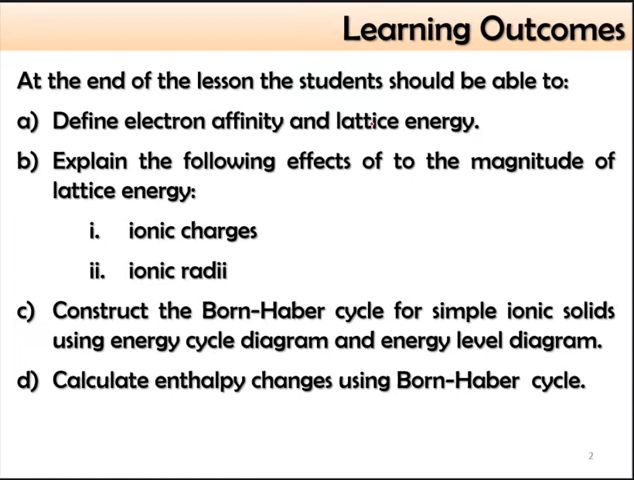 Learning Outcomes
At the end of the lesson the students should be able to:
a) Define electron affinity and lattice energy.
b) Explain the following effects of to the magnitude of
lattice energy:
i. ionic charges
ii. ionic radii
c) Construct the Born-Haber cycle for simple ionic solids
using energy cycle diagram and energy level diagram.
d) Calculate enthalpy changes using Born-Haber cycle.
2